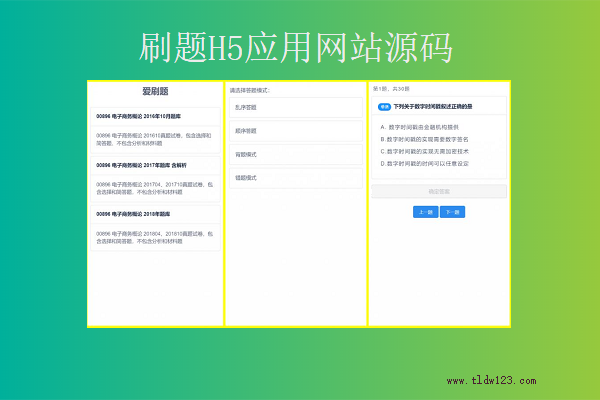 刷题H5应用网站源码
爱刷题
00896 电子商务概论 2016年10月题库
00896 电子商务概论 201610真题试卷、包含选择和
简答题、不包含分析和材料题
00896 电子商务概论 2017年题库 含解析
00896 电子商务概论 201704、201710真题试卷、包
含选择和简答题、不包含分析和材料题
00896 电子商务概论 2018年题库
00896 电子商务概论 201804、201810真题试卷、包
含选择和简答题、不包含分析和材料题
请选择答题模式:
乱序答题
顺序答题
背题模式
错题模式
第1题，共30题
单选 下列关于数字时间戳叙述正确的是
A. 数字时间戳由金融机构提供
B.数字时间戳的实现需要数字签名
C.数字时间戳的实现无需加密技术
D.数字时间戳的时间可以任意设定
确定答案
上一题 下一题
www.tldw123.com